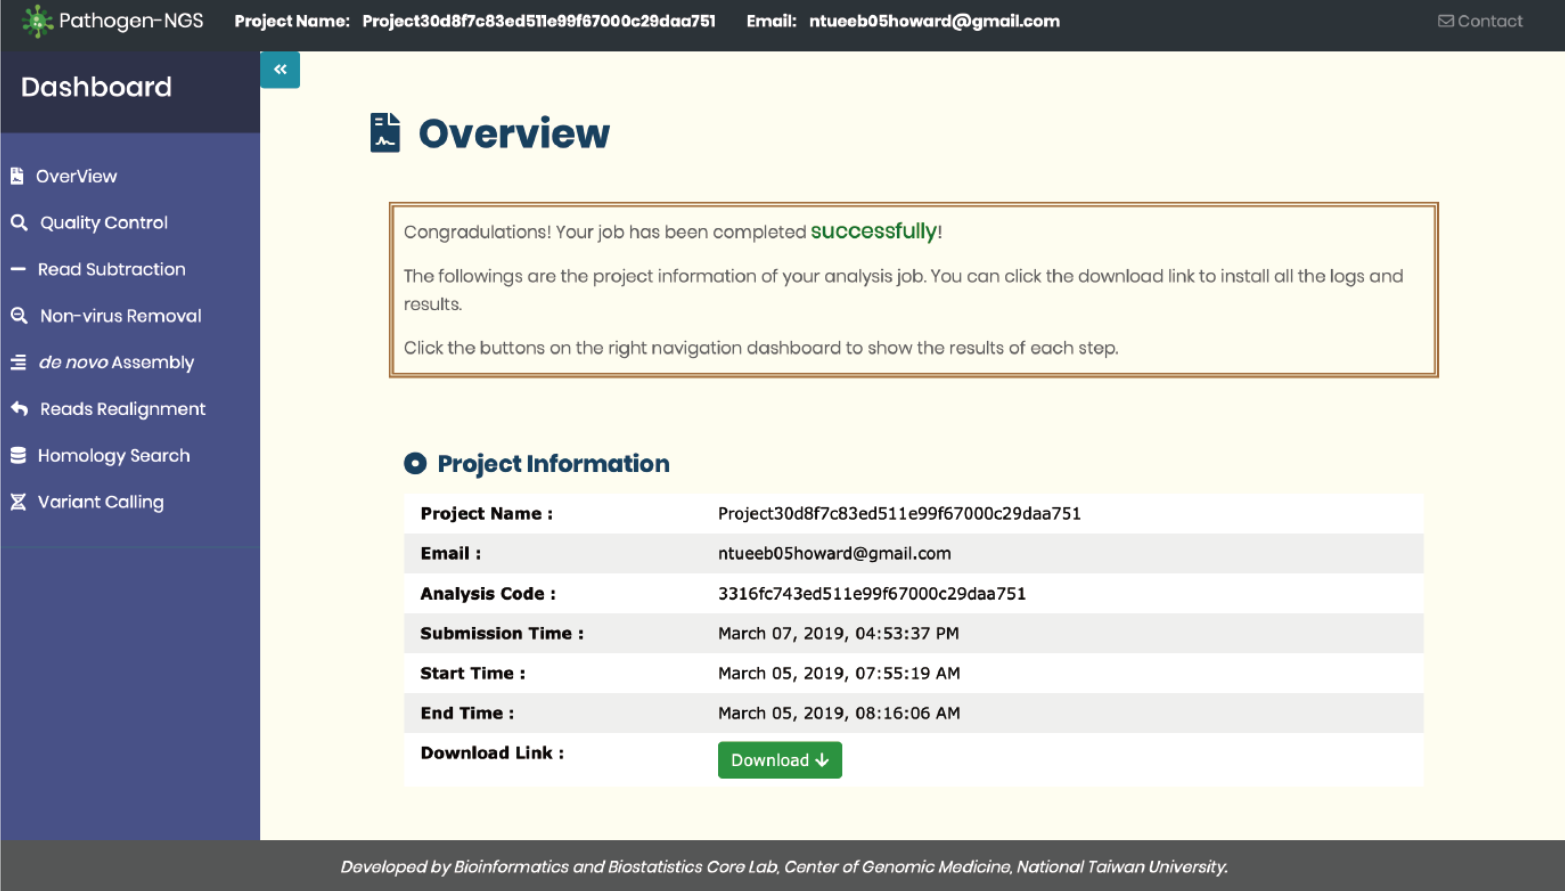 Pathogen-NGS Project Name: Project30d8f7c83ed511e99f67000c29daa751 Email: ntueeb05howard@gmail.com Contact
Dashboard
«
OverView
Quality Control
Read Subtraction
Non-virus Removal
de novo Assembly
Reads Realignment
Homology Search
Variant Calling
Overview
Congradulations! Your job has been completed successfully!
The followings are the project information of your analysis job. You can click the download link to install all the logs and
results.
Click the buttons on the right navigation dashboard to show the results of each step.
Project Information
Project Name : Project30d8f7c83ed511e99f67000c29daa751
Email : ntueeb05howard@gmail.com
Analysis Code : 3316fc743ed511e99f67000c29daa751
Submission Time : March 07, 2019, 04:53:37 PM
Start Time : March 05, 2019, 07:55:19 AM
End Time : March 05, 2019, 08:16:06 AM
Download Link : Download
Developed by Bioinformatics and Biostatistics Core Lab, Center of Genomic Medicine, National Taiwan University.